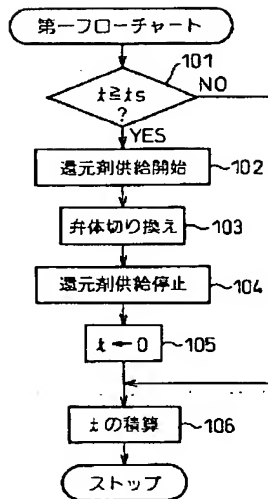 第一フローチャート
101
t≧ts
?
NO
YES
還元剤供給開始
102
弁体切り換え
103
還元剤供給停止
104
t←0
105
tの積算
106
ストップ